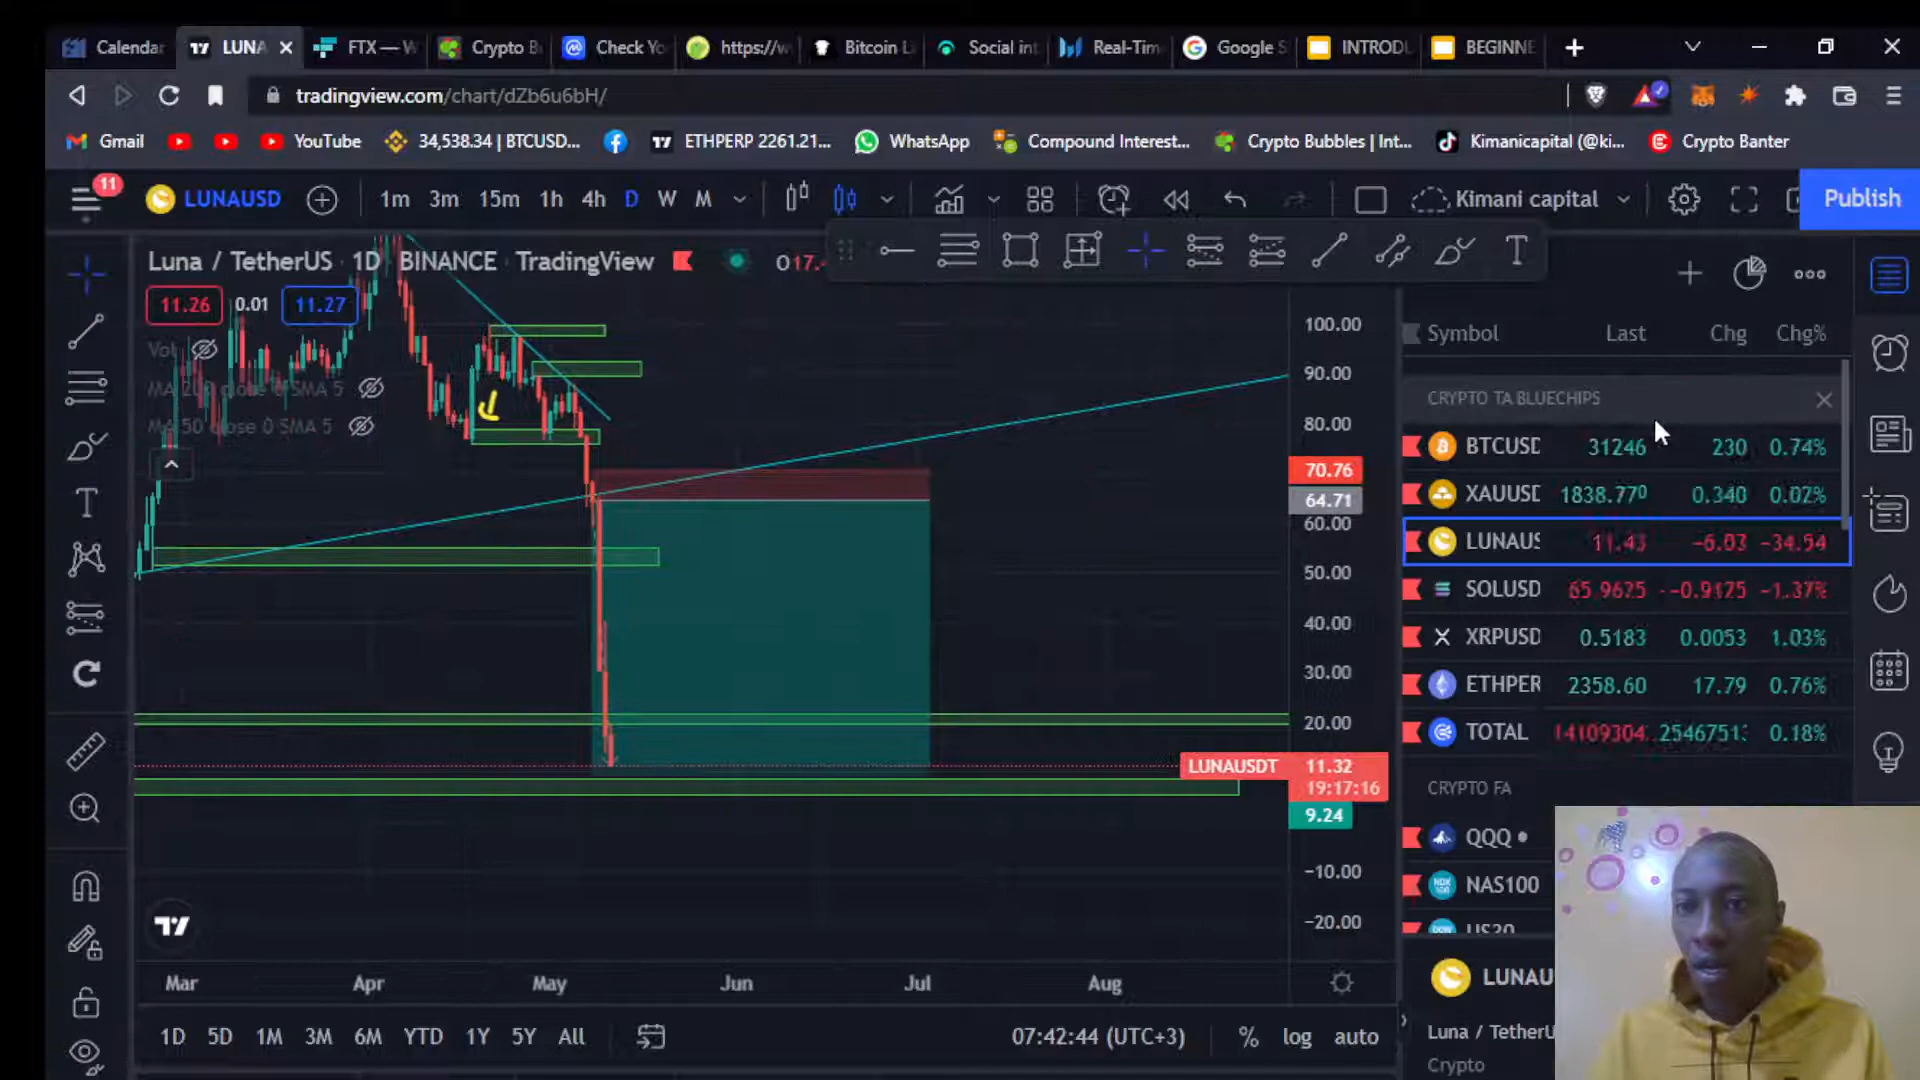 Calendar
LUNA
FTX — W
Crypto B
Check Yo
https://w
Bitcoin L
Social int
Real-Tim
Google S
INTRODU
BEGINNE
tradingview.com/chart/dZb6u6bH/
Gmail
YouTube
34,538.34 | BTCUSD...
ETHPERP 2261.21...
WhatsApp
Compound Interest...
Crypto Bubbles | Int...
Kimanicapital (@ki...
Crypto Banter
11
LUNAUSD
1m 3m 15m 1h 4h D W M
Kimani capital
Publish
Luna / TetherUS · 1D · BINANCE · TradingView
O17.4
11.26 0.01 11.27
Vol
MA 200 close 0 SMA 5
MA 50 close 0 SMA 5
100.00
90.00
80.00
70.76
64.71
60.00
50.00
40.00
30.00
20.00
LUNAUSDT 11.32
19:17:16
9.24
−10.00
−20.00
Symbol Last Chg Chg%
CRYPTO TA BLUECHIPS
BTCUSD 31246 230 0.74%
XAUUSD 1838.770 0.340 0.02%
LUNAUS 11.43 −6.03 −34.54
SOLUSD 65.9625 −0.9125 −1.37%
XRPUSD 0.5183 0.0053 1.03%
ETHPER 2358.60 17.79 0.76%
TOTAL 14109304 2546751 0.18%
CRYPTO FA
QQQ
NAS100
US30
LUNAU
Luna / TetherU
Crypto
Mar Apr May Jun Jul Aug
1D 5D 1M 3M 6M YTD 1Y 5Y All
07:42:44 (UTC+3)
% log auto